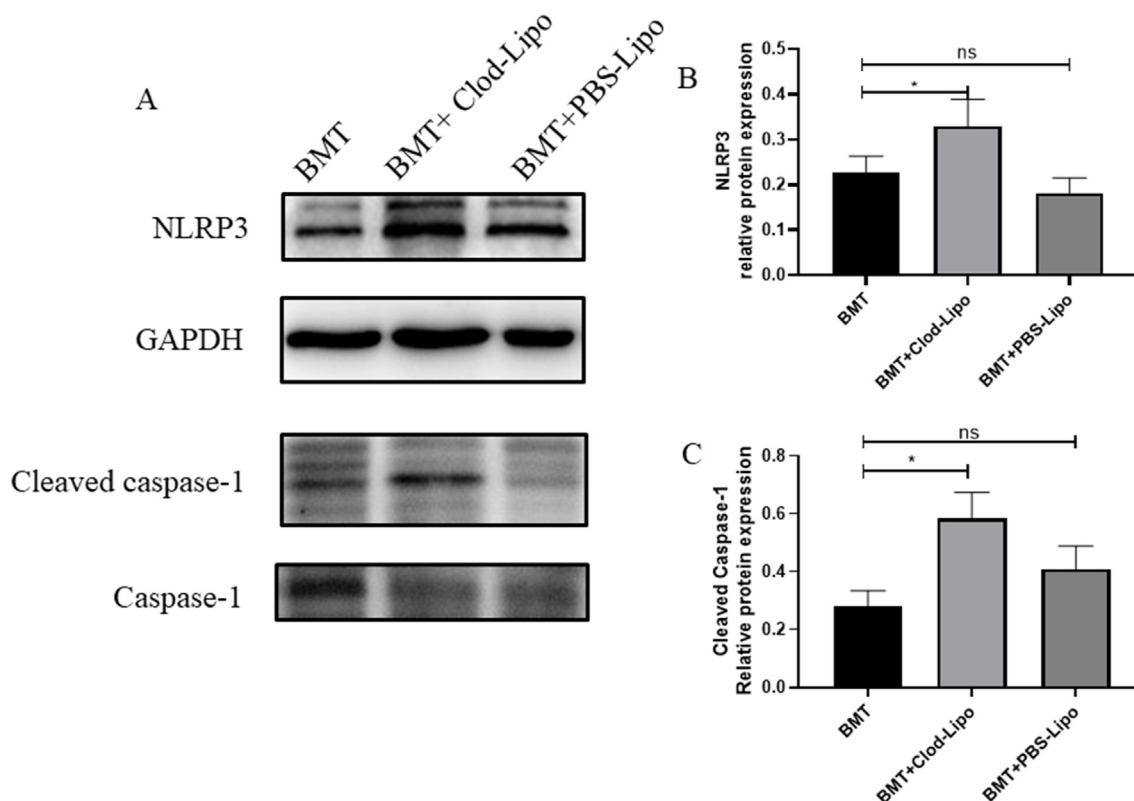 A
BMT
BMT+ Clod-Lipo
BMT+PBS-Lipo
NLRP3
GAPDH
Cleaved caspase-1
Caspase-1
B
NLRP3
relative protein expression
0.5
0.4
0.3
0.2
0.1
0.0
ns
*
BMT
BMT+Clod-Lipo
BMT+PBS-Lipo
C
Cleaved Caspase-1
Relative protein expression
0.8
0.6
0.4
0.2
0.0
ns
*
BMT
BMT+Clod-Lipo
BMT+PBS-Lipo